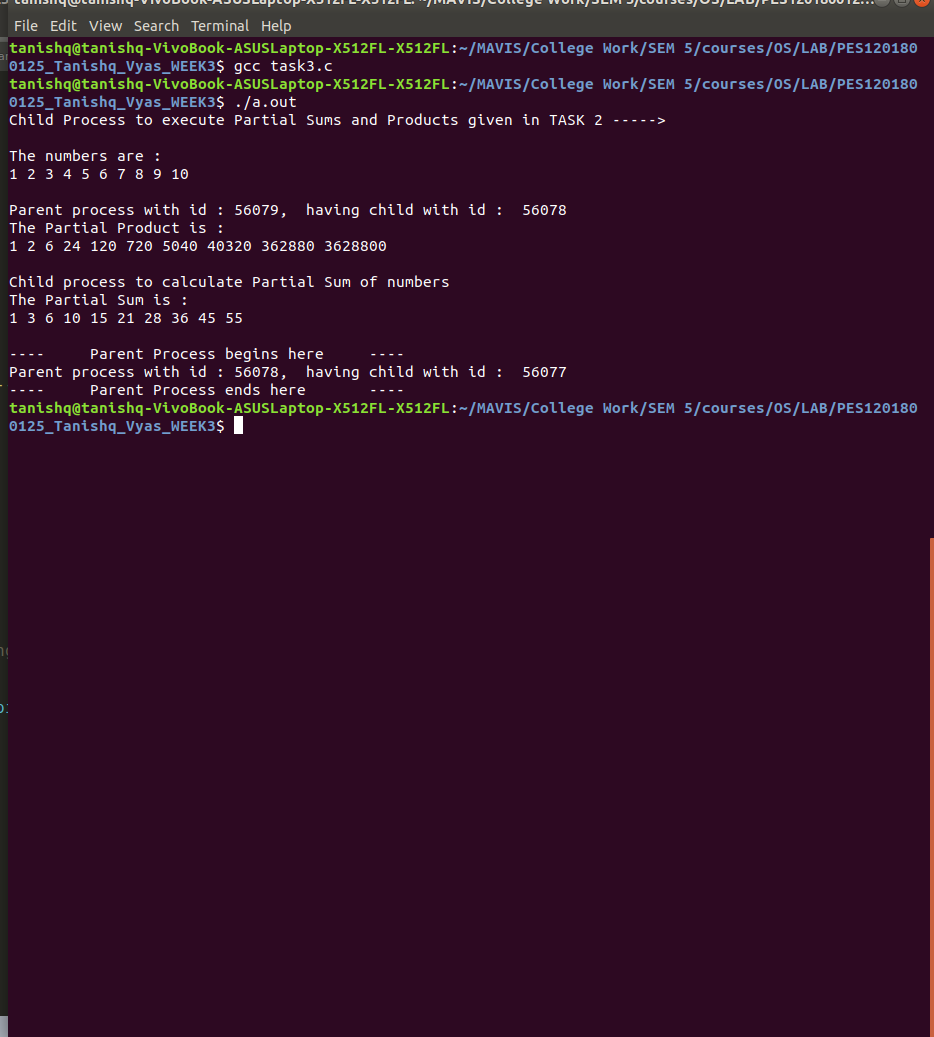 tanishq@tanishq-VivoBook-ASUSLaptop-X512FL-X512FL: ~/MAVIS/College Work/SEM 5/courses/OS/LAB/PES120180012...
File Edit View Search Terminal Help
tanishq@tanishq-VivoBook-ASUSLaptop-X512FL-X512FL:~/MAVIS/College Work/SEM 5/courses/OS/LAB/PES120180
0125_Tanishq_Vyas_WEEK3$ gcc task3.c
tanishq@tanishq-VivoBook-ASUSLaptop-X512FL-X512FL:~/MAVIS/College Work/SEM 5/courses/OS/LAB/PES120180
0125_Tanishq_Vyas_WEEK3$ ./a.out
Child Process to execute Partial Sums and Products given in TASK 2 ----->
The numbers are :
1 2 3 4 5 6 7 8 9 10
Parent process with id : 56079,  having child with id :  56078
The Partial Product is :
1 2 6 24 120 720 5040 40320 362880 3628800
Child process to calculate Partial Sum of numbers
The Partial Sum is :
1 3 6 10 15 21 28 36 45 55
----     Parent Process begins here     ----
Parent process with id : 56078,  having child with id :  56077
----     Parent Process ends here       ----
tanishq@tanishq-VivoBook-ASUSLaptop-X512FL-X512FL:~/MAVIS/College Work/SEM 5/courses/OS/LAB/PES120180
0125_Tanishq_Vyas_WEEK3$